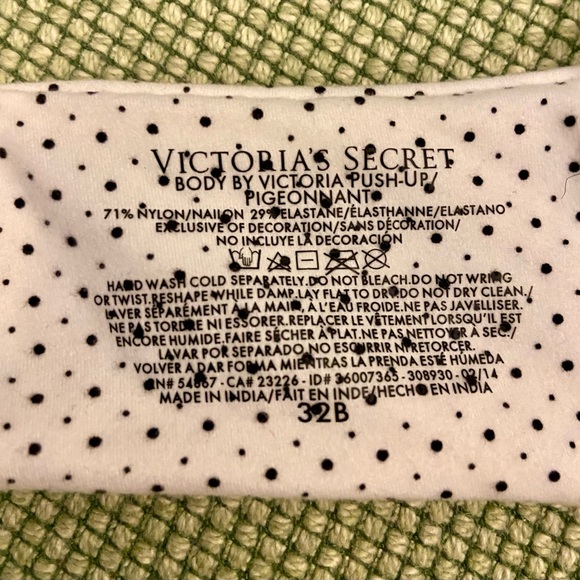 VICTORIA'S SECRET
BODY BY VICTORIA PUSH-UP/
PIGEONNANT
71% NYLON/NAILON 29% ELASTANE/ÉLASTHANNE/ELASTANO
EXCLUSIVE OF DECORATION/SANS DÉCORATION/
NO INCLUYE LA DECORACIÓN
HAND WASH COLD SEPARATELY.DO NOT BLEACH.DO NOT WRING
OR TWIST.RESHAPE WHILE DAMP.LAY FLAT TO DRY.DO NOT DRY CLEAN./
LAVER SÉPARÉMENT À LA MAIN, À L'EAU FROIDE.NE PAS JAVELLISER.
NE PAS TORDRE NI ESSORER.REPLACER LE VÊTEMENT LORSQU'IL EST
ENCORE HUMIDE.FAIRE SÉCHER À PLAT.NE PAS NETTOYER À SEC./
LAVAR POR SEPARADO.NO ESCURRIR NI RETORCER.
VOLVER A DAR FORMA MIENTRAS LA PRENDA ESTÉ HÚMEDA
RN# 54867 - CA# 23226 - ID# 36007365 - 308930 - 02/14
MADE IN INDIA/FAIT EN INDE/HECHO EN INDIA
32B